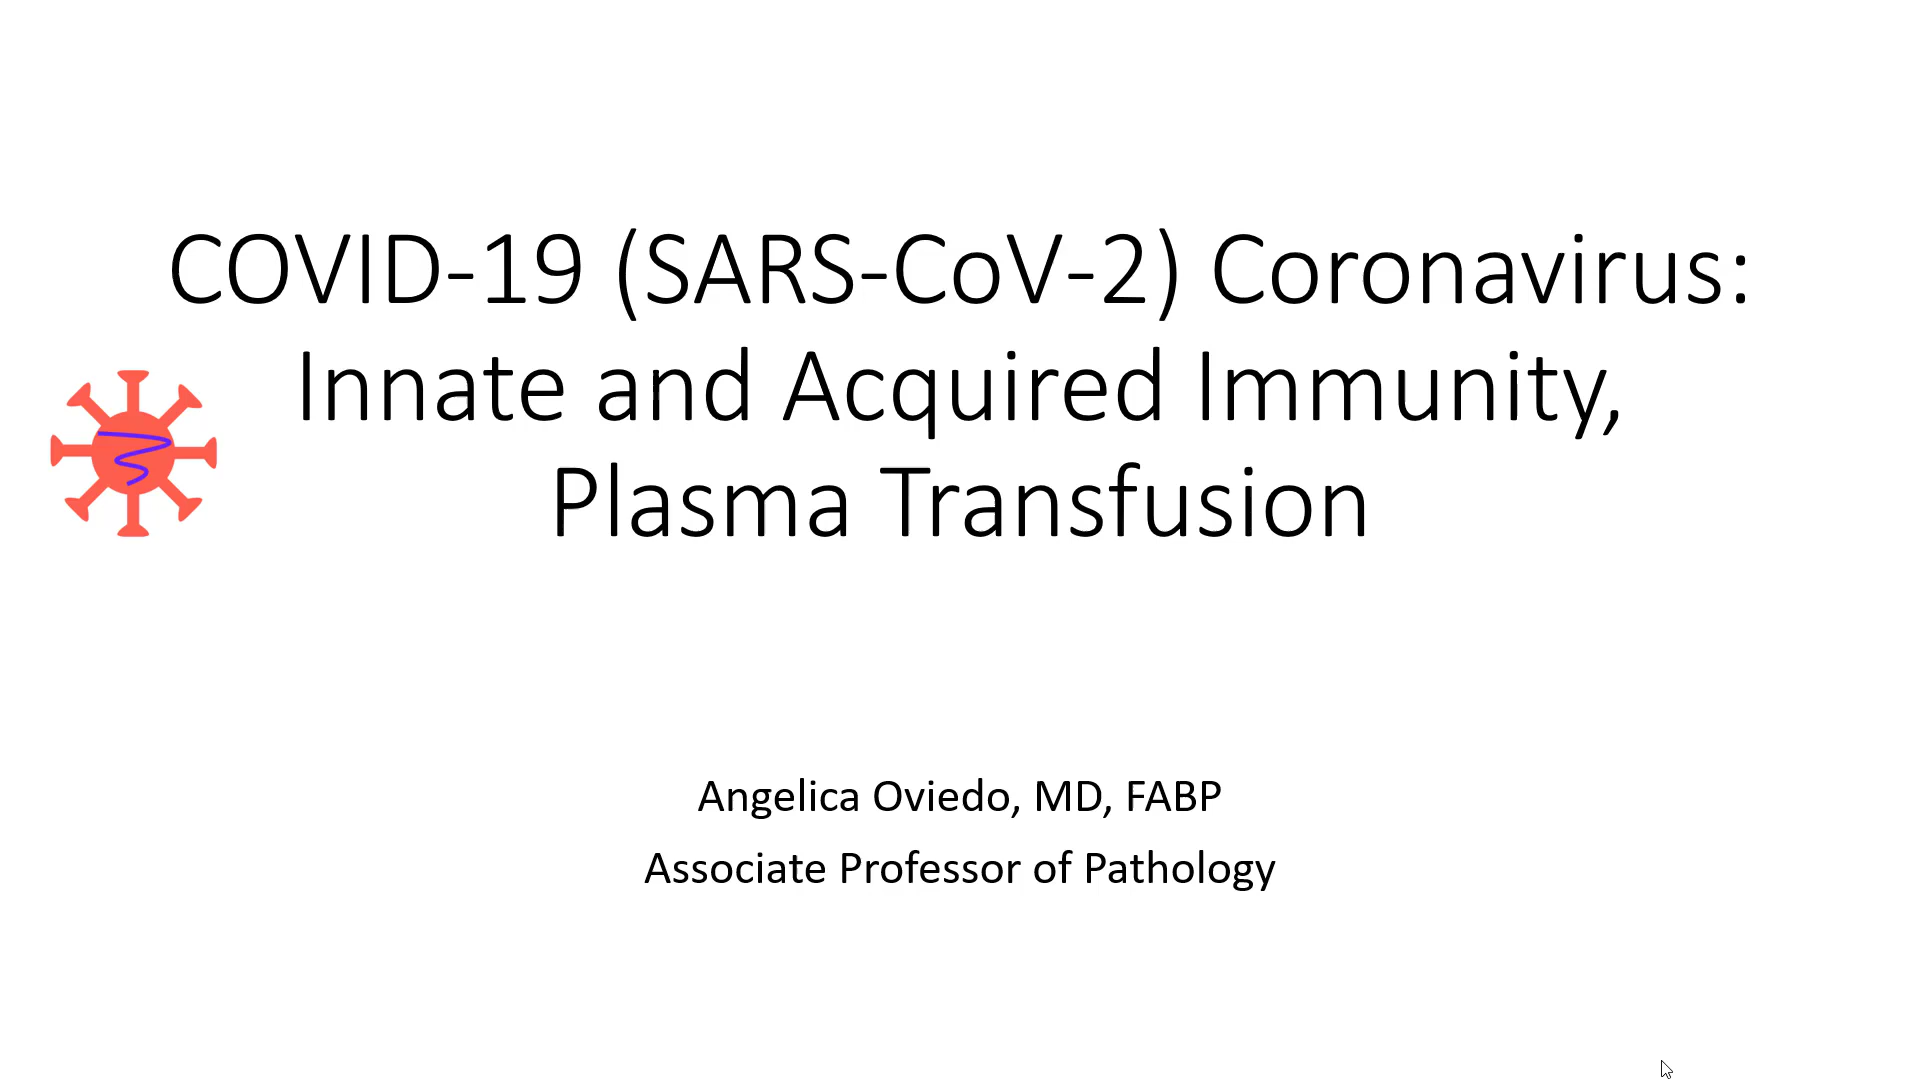 COVID-19 (SARS-CoV-2) Coronavirus:
Innate and Acquired Immunity,
Plasma Transfusion
Angelica Oviedo, MD, FABP
Associate Professor of Pathology